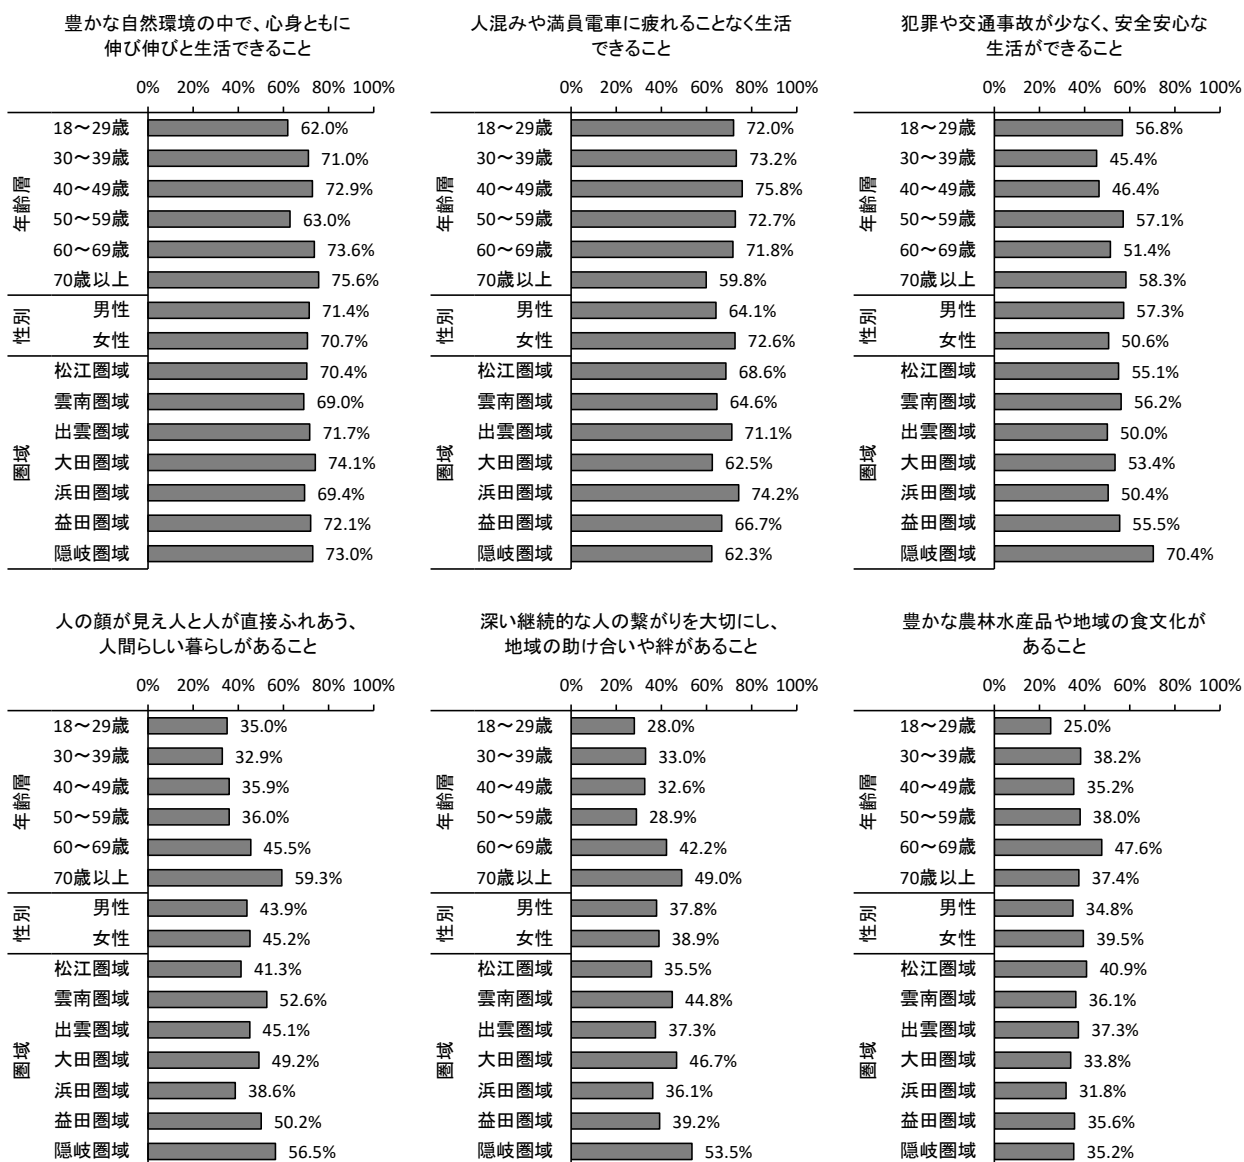 豊かな自然環境の中で、心身ともに
伸び伸びと生活できること
0% 20% 40% 60% 80% 100%
年齢層
18～29歳 62.0%
30～39歳 71.0%
40～49歳 72.9%
50～59歳 63.0%
60～69歳 73.6%
70歳以上 75.6%
性別
男性 71.4%
女性 70.7%
圏域
松江圏域 70.4%
雲南圏域 69.0%
出雲圏域 71.7%
大田圏域 74.1%
浜田圏域 69.4%
益田圏域 72.1%
隠岐圏域 73.0%
人混みや満員電車に疲れることなく生活
できること
0% 20% 40% 60% 80% 100%
年齢層
18～29歳 72.0%
30～39歳 73.2%
40～49歳 75.8%
50～59歳 72.7%
60～69歳 71.8%
70歳以上 59.8%
性別
男性 64.1%
女性 72.6%
圏域
松江圏域 68.6%
雲南圏域 64.6%
出雲圏域 71.1%
大田圏域 62.5%
浜田圏域 74.2%
益田圏域 66.7%
隠岐圏域 62.3%
犯罪や交通事故が少なく、安全安心な
生活ができること
0% 20% 40% 60% 80% 100%
年齢層
18～29歳 56.8%
30～39歳 45.4%
40～49歳 46.4%
50～59歳 57.1%
60～69歳 51.4%
70歳以上 58.3%
性別
男性 57.3%
女性 50.6%
圏域
松江圏域 55.1%
雲南圏域 56.2%
出雲圏域 50.0%
大田圏域 53.4%
浜田圏域 50.4%
益田圏域 55.5%
隠岐圏域 70.4%
人の顔が見え人と人が直接ふれあう、
人間らしい暮らしがあること
0% 20% 40% 60% 80% 100%
年齢層
18～29歳 35.0%
30～39歳 32.9%
40～49歳 35.9%
50～59歳 36.0%
60～69歳 45.5%
70歳以上 59.3%
性別
男性 43.9%
女性 45.2%
圏域
松江圏域 41.3%
雲南圏域 52.6%
出雲圏域 45.1%
大田圏域 49.2%
浜田圏域 38.6%
益田圏域 50.2%
隠岐圏域 56.5%
深い継続的な人の繋がりを大切にし、
地域の助け合いや絆があること
0% 20% 40% 60% 80% 100%
年齢層
18～29歳 28.0%
30～39歳 33.0%
40～49歳 32.6%
50～59歳 28.9%
60～69歳 42.2%
70歳以上 49.0%
性別
男性 37.8%
女性 38.9%
圏域
松江圏域 35.5%
雲南圏域 44.8%
出雲圏域 37.3%
大田圏域 46.7%
浜田圏域 36.1%
益田圏域 39.2%
隠岐圏域 53.5%
豊かな農林水産品や地域の食文化が
あること
0% 20% 40% 60% 80% 100%
年齢層
18～29歳 25.0%
30～39歳 38.2%
40～49歳 35.2%
50～59歳 38.0%
60～69歳 47.6%
70歳以上 37.4%
性別
男性 34.8%
女性 39.5%
圏域
松江圏域 40.9%
雲南圏域 36.1%
出雲圏域 37.3%
大田圏域 33.8%
浜田圏域 31.8%
益田圏域 35.6%
隠岐圏域 35.2%